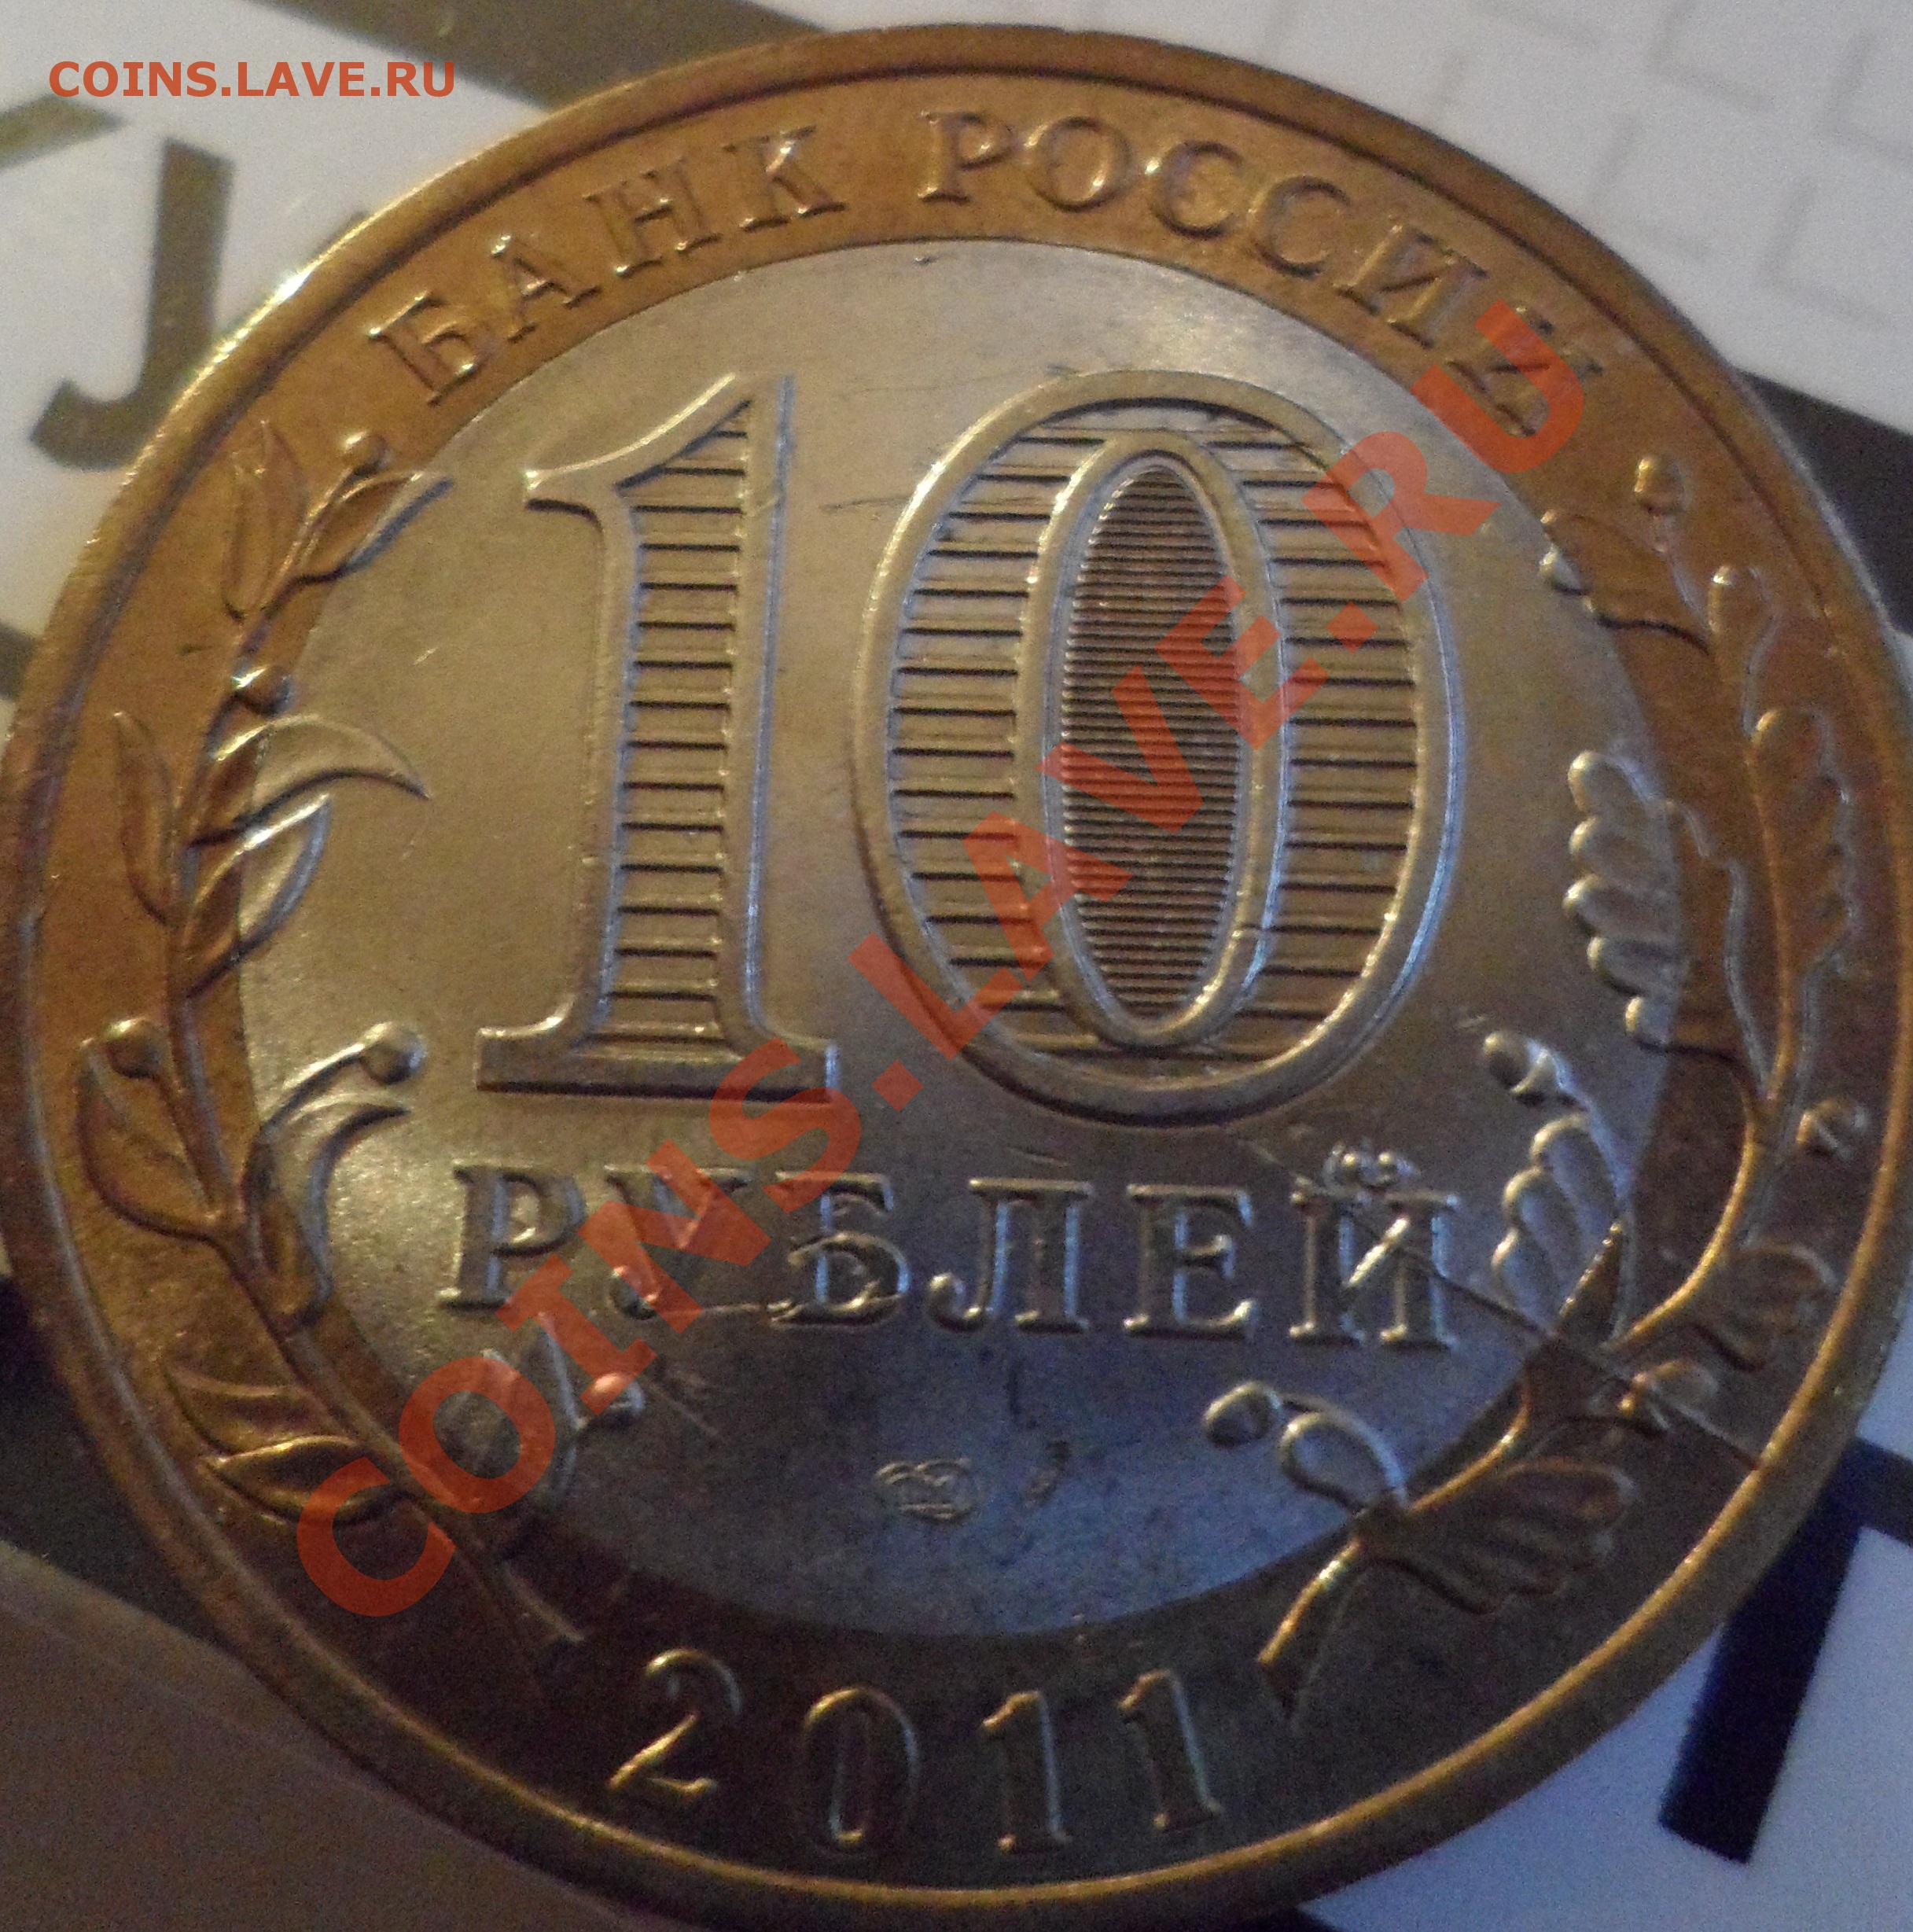 COINS.LAVE.RU
БАНК РОССИИ
10
РУБЛЕЙ
2011
COINS.LAVE.RU